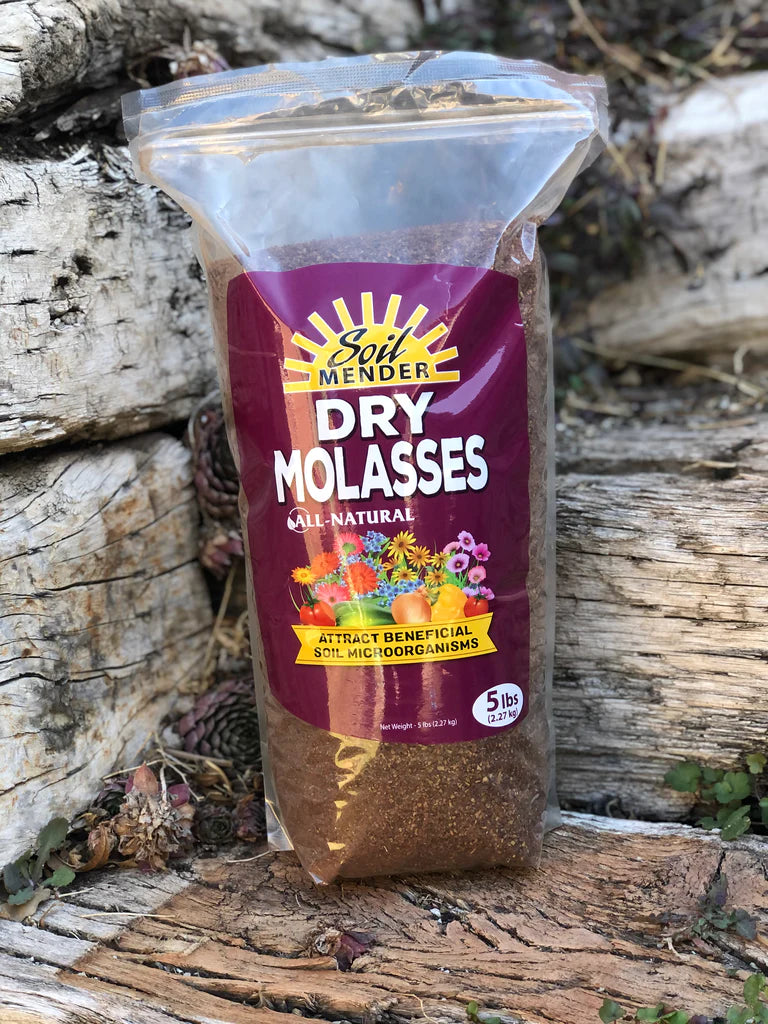 Soil
MENDER
DRY
MOLASSES
ALL-NATURAL
ATTRACT BENEFICIAL
SOIL MICROORGANISMS
5 lbs
(2.27 kg)
Net Weight - 5 lbs (2.27 kg)